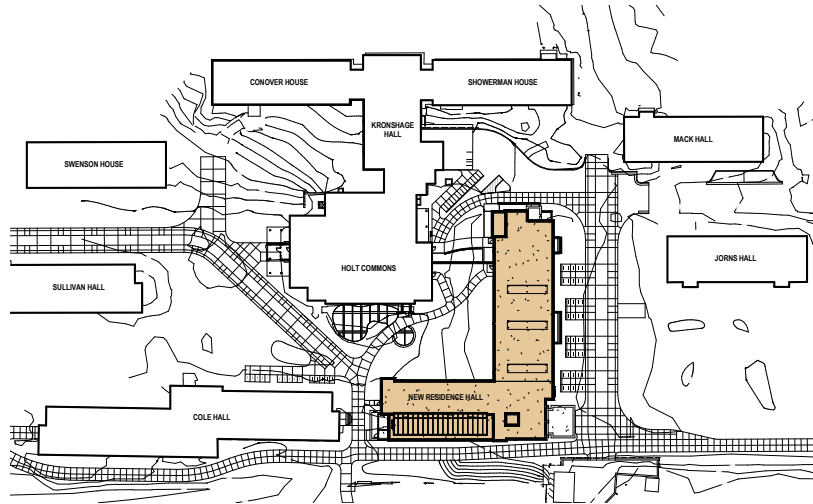 CONOVER HOUSE
SHOWERMAN HOUSE
KRONSHAGE
HALL
MACK HALL
SWENSON HOUSE
JORNS HALL
HOLT COMMONS
SULLIVAN HALL
NEW RESIDENCE HALL
COLE HALL